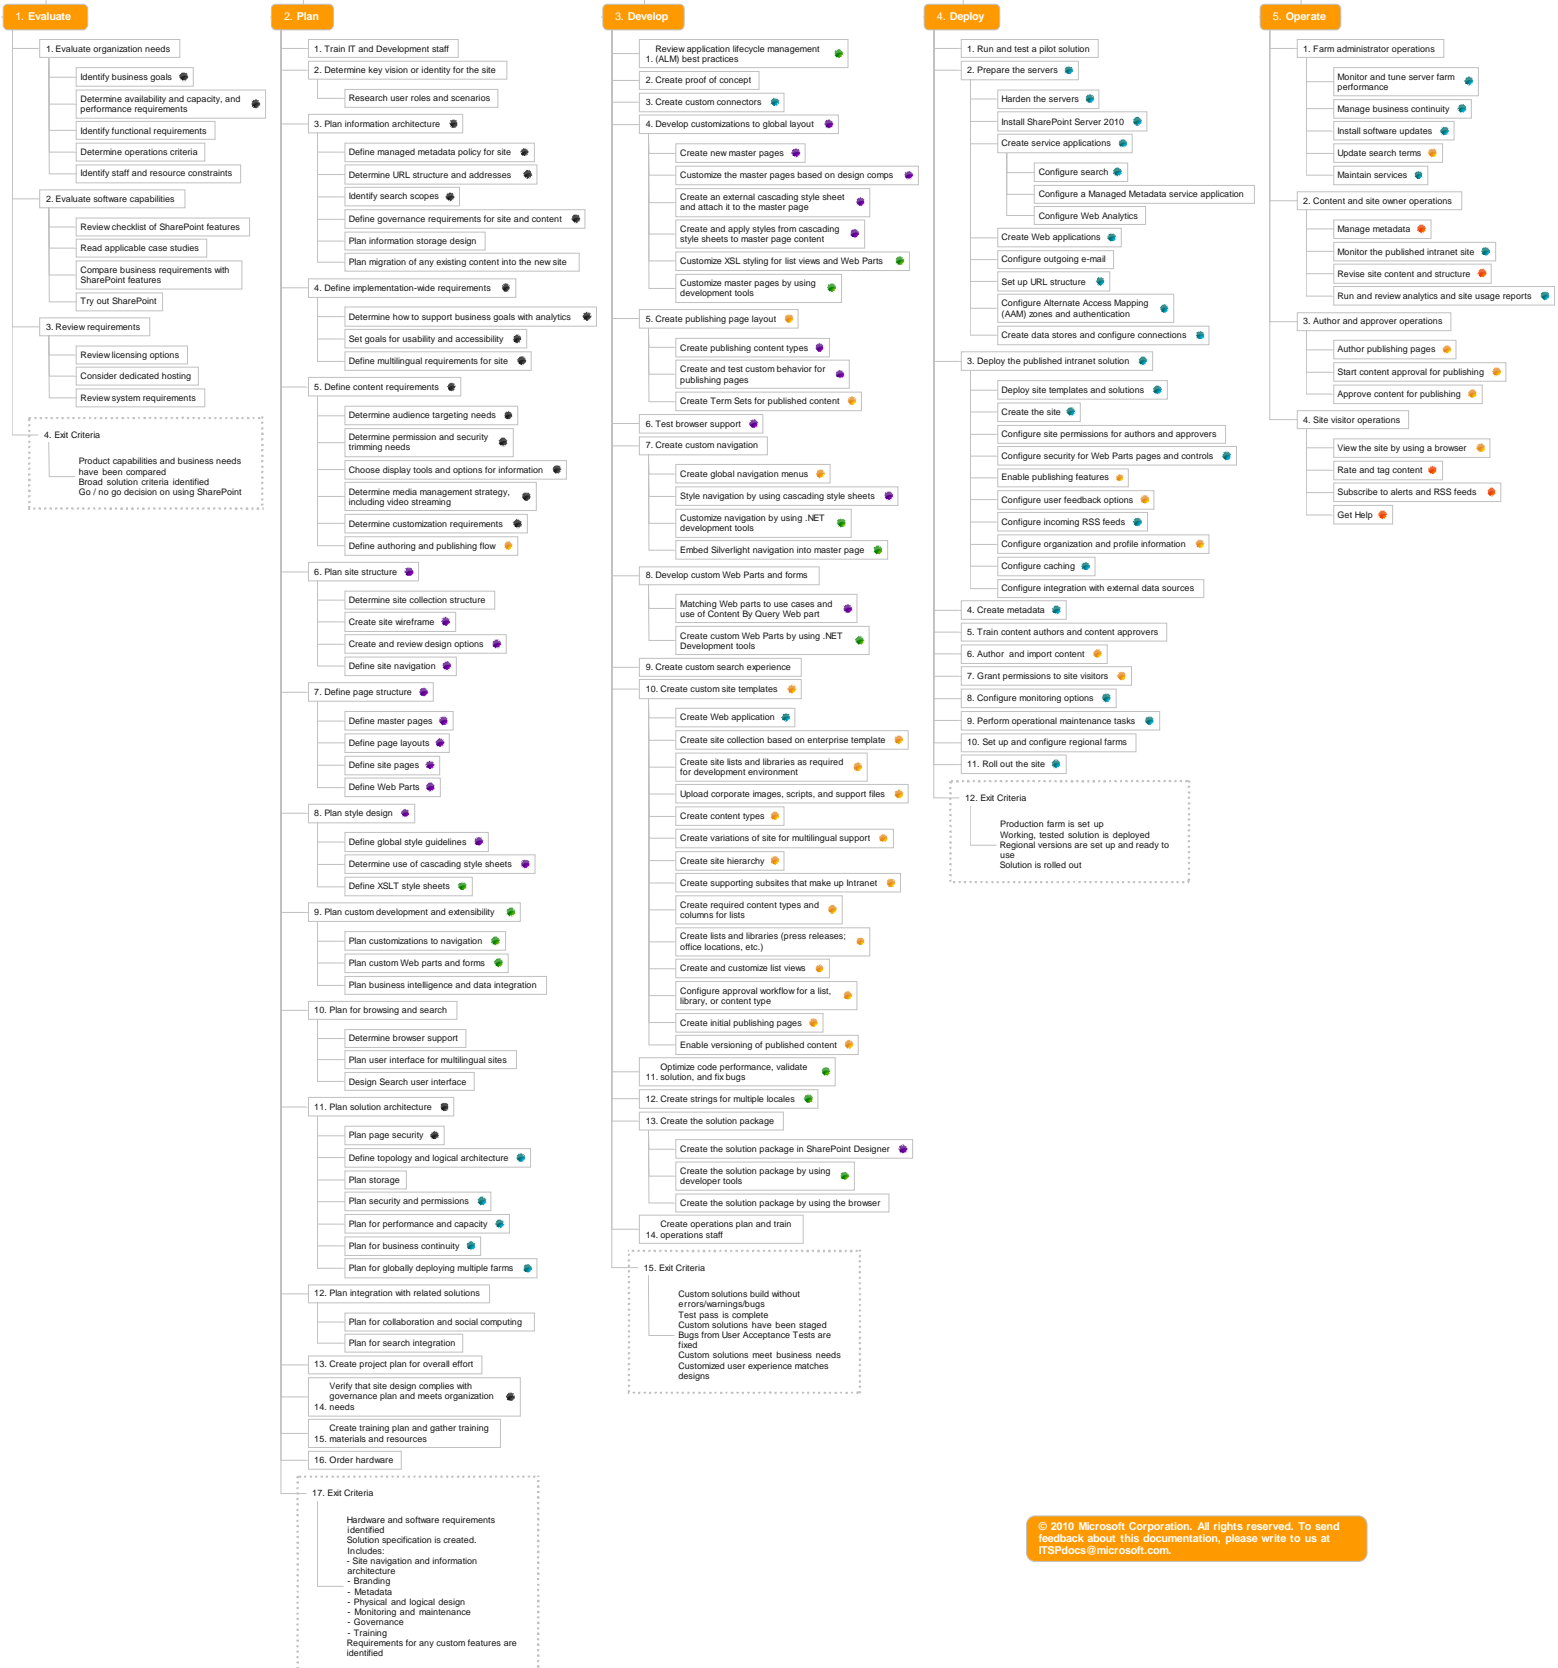 1. Evaluate
1. Evaluate organization needs
Identify business goals
Determine availability and capacity, and
performance requirements
Identify functional requirements
Determine operations criteria
Identify staff and resource constraints
2. Evaluate software capabilities
Review checklist of SharePoint features
Read applicable case studies
Compare business requirements with
SharePoint features
Try out SharePoint
3. Review requirements
Review licensing options
Consider dedicated hosting
Review system requirements
4. Exit Criteria
Product capabilities and business needs
have been compared
Broad solution criteria identified
Go / no go decision on using SharePoint
2. Plan
1. Train IT and Development staff
2. Determine key vision or identity for the site
Research user roles and scenarios
3. Plan information architecture
Define managed metadata policy for site
Determine URL structure and addresses
Identify search scopes
Define governance requirements for site and content
Plan information storage design
Plan migration of any existing content into the new site
4. Define implementation-wide requirements
Determine how to support business goals with analytics
Set goals for usability and accessibility
Define multilingual requirements for site
5. Define content requirements
Determine audience targeting needs
Determine permission and security
trimming needs
Choose display tools and options for information
Determine media management strategy,
including video streaming
Determine customization requirements
Define authoring and publishing flow
6. Plan site structure
Determine site collection structure
Create site wireframe
Create and review design options
Define site navigation
7. Define page structure
Define master pages
Define page layouts
Define site pages
Define Web Parts
8. Plan style design
Define global style guidelines
Determine use of cascading style sheets
Define XSLT style sheets
9. Plan custom development and extensibility
Plan customizations to navigation
Plan custom Web parts and forms
Plan business intelligence and data integration
10. Plan for browsing and search
Determine browser support
Plan user interface for multilingual sites
Design Search user interface
11. Plan solution architecture
Plan page security
Define topology and logical architecture
Plan storage
Plan security and permissions
Plan for performance and capacity
Plan for business continuity
Plan for globally deploying multiple farms
12. Plan integration with related solutions
Plan for collaboration and social computing
Plan for search integration
13. Create project plan for overall effort
Verify that site design complies with
governance plan and meets organization
14. needs
Create training plan and gather training
15. materials and resources
16. Order hardware
17. Exit Criteria
Hardware and software requirements
identified
Solution specification is created.
Includes:
- Site navigation and information
architecture
- Branding
- Metadata
- Physical and logical design
- Monitoring and maintenance
- Governance
- Training
Requirements for any custom features are
identified
3. Develop
Review application lifecycle management
1. (ALM) best practices
2. Create proof of concept
3. Create custom connectors
4. Develop customizations to global layout
Create new master pages
Customize the master pages based on design comps
Create an external cascading style sheet
and attach it to the master page
Create and apply styles from cascading
style sheets to master page content
Customize XSL styling for list views and Web Parts
Customize master pages by using
development tools
5. Create publishing page layout
Create publishing content types
Create and test custom behavior for
publishing pages
Create Term Sets for published content
6. Test browser support
7. Create custom navigation
Create global navigation menus
Style navigation by using cascading style sheets
Customize navigation by using .NET
development tools
Embed Silverlight navigation into master page
8. Develop custom Web Parts and forms
Matching Web parts to use cases and
use of Content By Query Web part
Create custom Web Parts by using .NET
Development tools
9. Create custom search experience
10. Create custom site templates
Create Web application
Create site collection based on enterprise template
Create site lists and libraries as required
for development environment
Upload corporate images, scripts, and support files
Create content types
Create variations of site for multilingual support
Create site hierarchy
Create supporting subsites that make up Intranet
Create required content types and
columns for lists
Create lists and libraries (press releases;
office locations, etc.)
Create and customize list views
Configure approval workflow for a list,
library, or content type
Create initial publishing pages
Enable versioning of published content
Optimize code performance, validate
11. solution, and fix bugs
12. Create strings for multiple locales
13. Create the solution package
Create the solution package in SharePoint Designer
Create the solution package by using
developer tools
Create the solution package by using the browser
Create operations plan and train
14. operations staff
15. Exit Criteria
Custom solutions build without
errors/warnings/bugs
Test pass is complete
Custom solutions have been staged
Bugs from User Acceptance Tests are
fixed
Custom solutions meet business needs
Customized user experience matches
designs
4. Deploy
1. Run and test a pilot solution
2. Prepare the servers
Harden the servers
Install SharePoint Server 2010
Create service applications
Configure search
Configure a Managed Metadata service application
Configure Web Analytics
Create Web applications
Configure outgoing e-mail
Set up URL structure
Configure Alternate Access Mapping
(AAM) zones and authentication
Create data stores and configure connections
3. Deploy the published intranet solution
Deploy site templates and solutions
Create the site
Configure site permissions for authors and approvers
Configure security for Web Parts pages and controls
Enable publishing features
Configure user feedback options
Configure incoming RSS feeds
Configure organization and profile information
Configure caching
Configure integration with external data sources
4. Create metadata
5. Train content authors and content approvers
6. Author and import content
7. Grant permissions to site visitors
8. Configure monitoring options
9. Perform operational maintenance tasks
10. Set up and configure regional farms
11. Roll out the site
12. Exit Criteria
Production farm is set up
Working, tested solution is deployed
Regional versions are set up and ready to
use
Solution is rolled out
5. Operate
1. Farm administrator operations
Monitor and tune server farm
performance
Manage business continuity
Install software updates
Update search terms
Maintain services
2. Content and site owner operations
Manage metadata
Monitor the published intranet site
Revise site content and structure
Run and review analytics and site usage reports
3. Author and approver operations
Author publishing pages
Start content approval for publishing
Approve content for publishing
4. Site visitor operations
View the site by using a browser
Rate and tag content
Subscribe to alerts and RSS feeds
Get Help
© 2010 Microsoft Corporation. All rights reserved. To send
feedback about this documentation, please write to us at
ITSPdocs@microsoft.com.